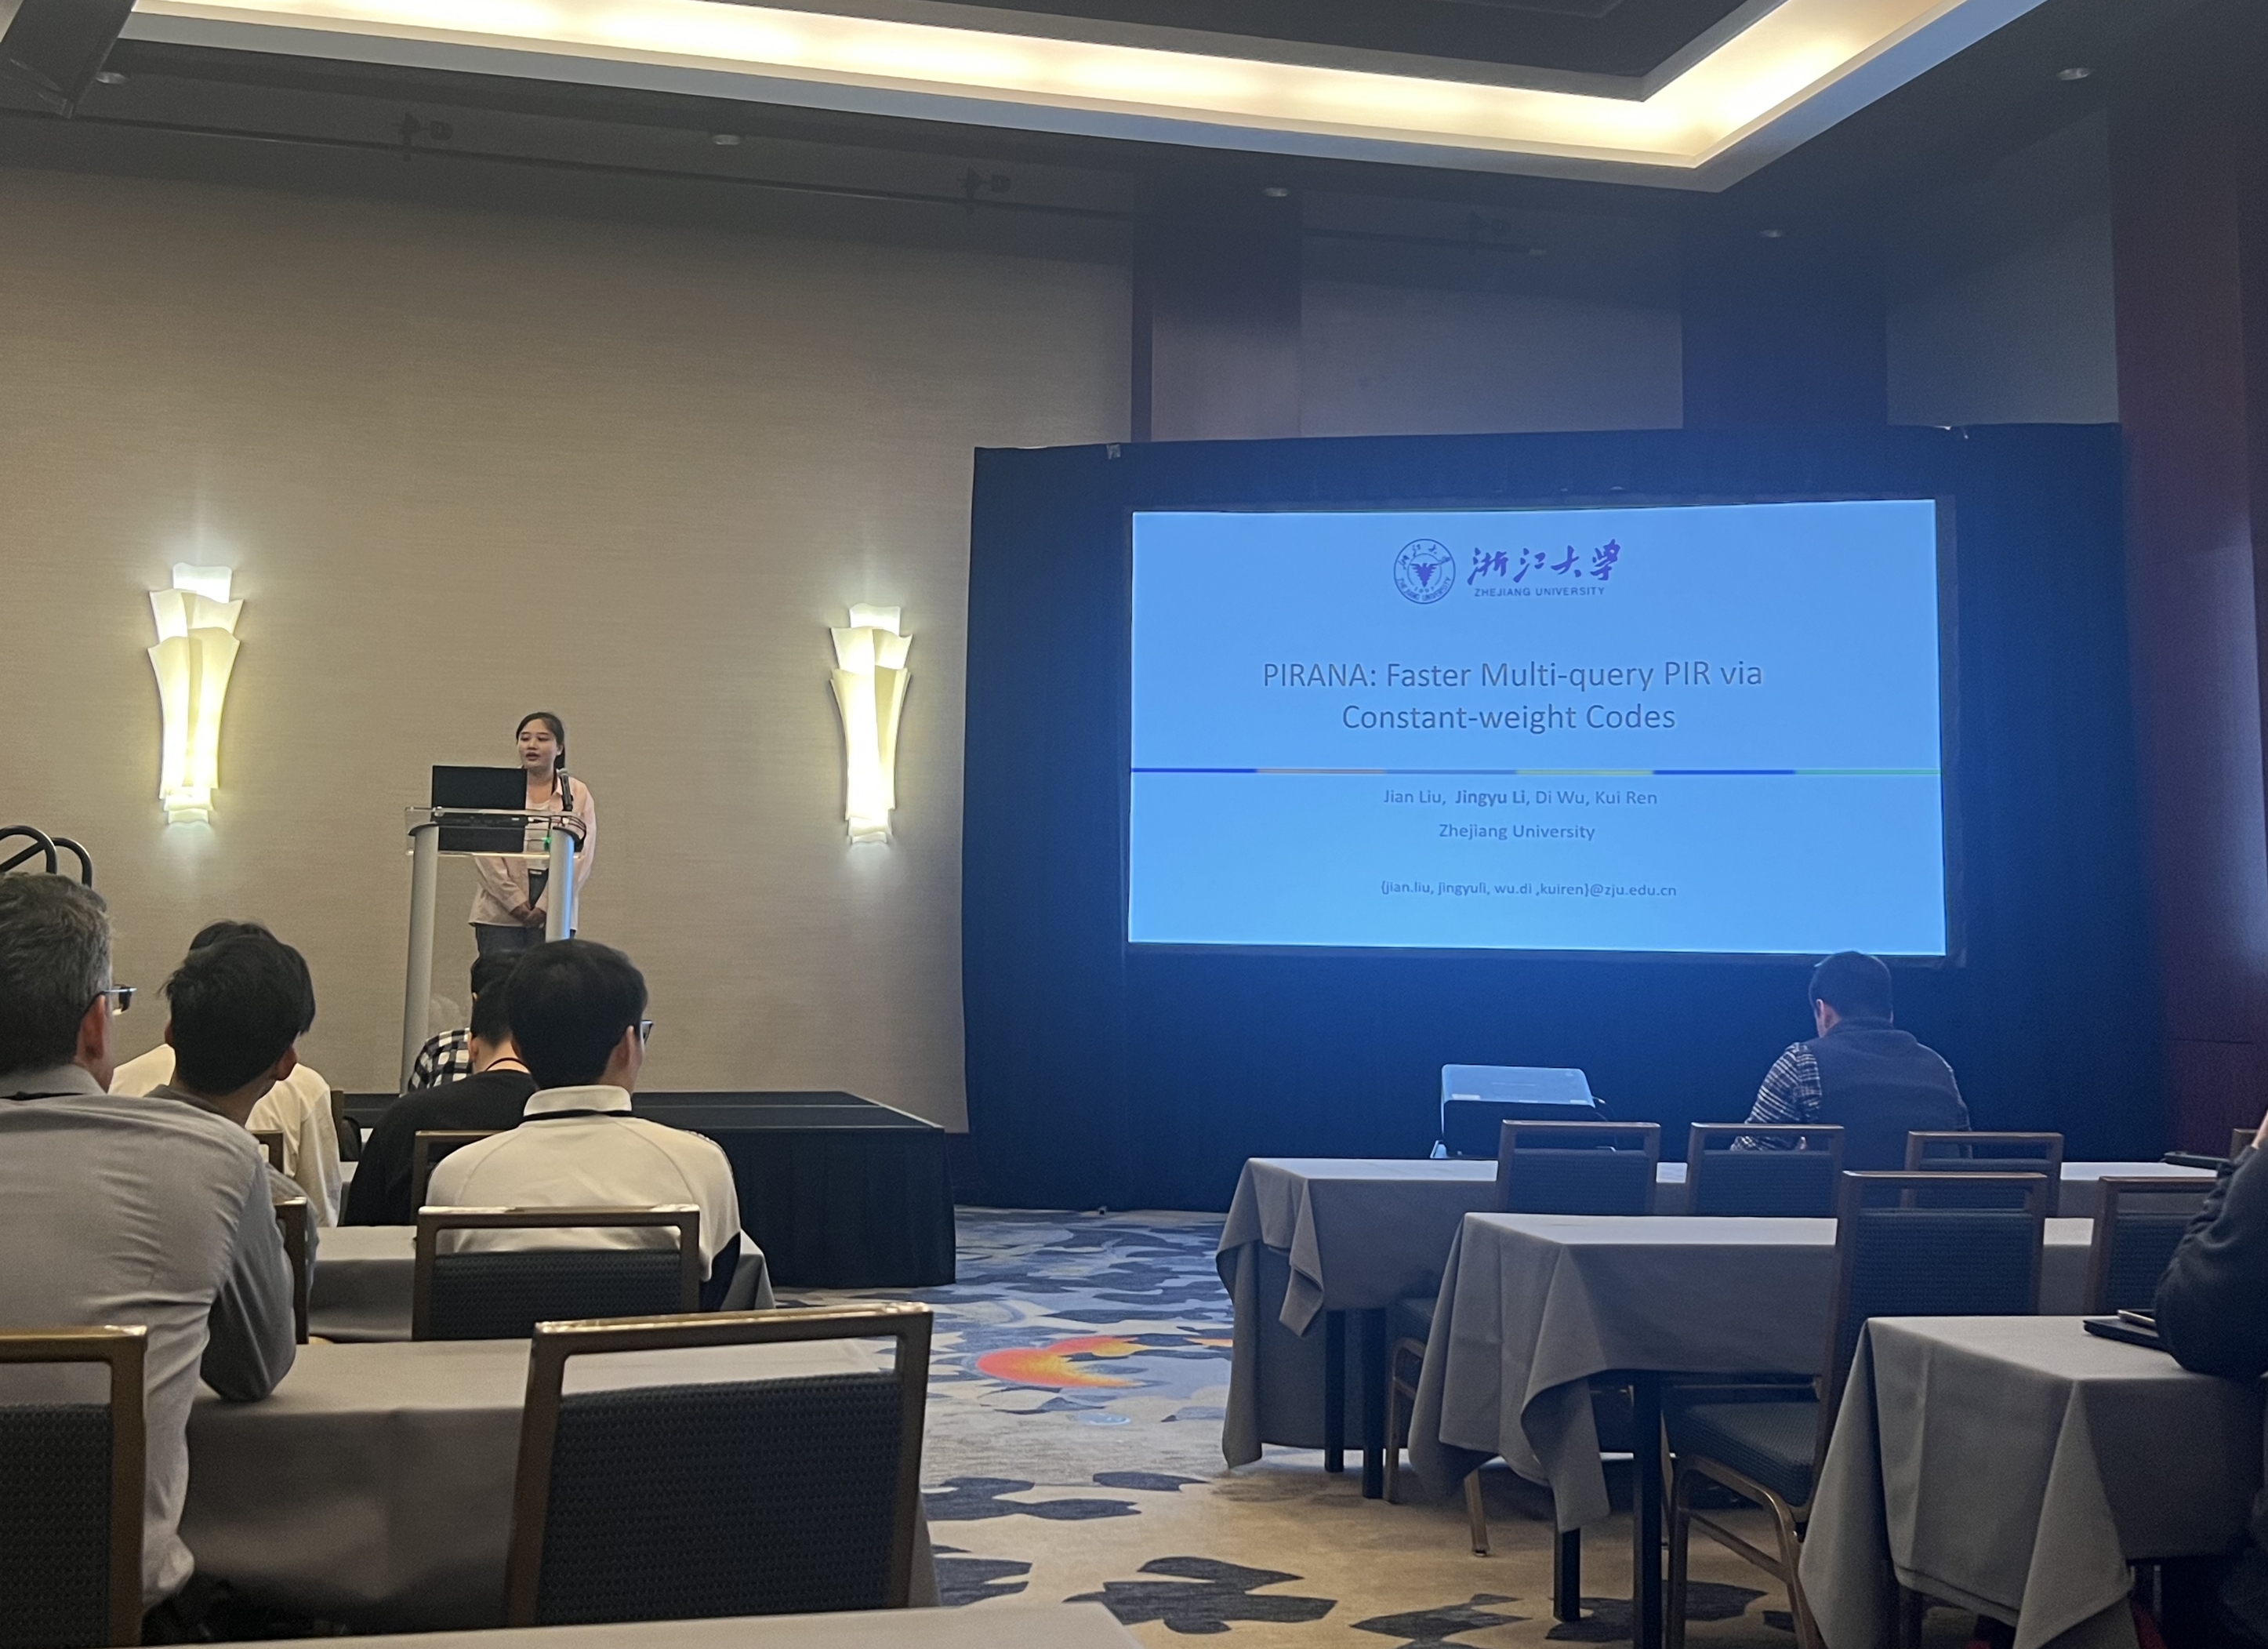 浙江大学
ZHEJIANG UNIVERSITY
PIRANA: Faster Multi-query PIR via
Constant-weight Codes
Jian Liu, Jingyu Li, Di Wu, Kui Ren
Zhejiang University
{jian.liu, jingyuli, wu.di ,kuiren}@zju.edu.cn